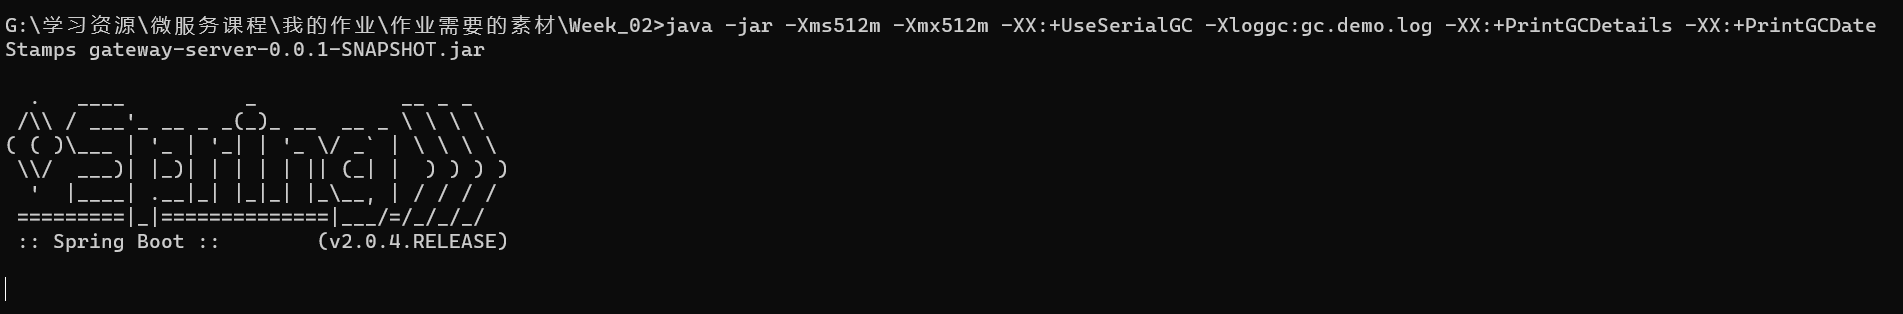 G:\学习资源\微服务课程\我的作业\作业需要的素材\Week_02>java -jar -Xms512m -Xmx512m -XX:+UseSerialGC -Xloggc:gc.demo.log -XX:+PrintGCDetails -XX:+PrintGCDate
Stamps gateway-server-0.0.1-SNAPSHOT.jar

  .   ____          _            __ _ _
 /\\ / ___'_ __ _ _(_)_ __  __ _ \ \ \ \
( ( )\___ | '_ | '_| | '_ \/ _` | \ \ \ \
 \\/  ___)| |_)| | | | | || (_| |  ) ) ) )
  '  |____| .__|_| |_|_| |_\__, | / / / /
 =========|_|==============|___/=/_/_/_/
 :: Spring Boot ::        (v2.0.4.RELEASE)